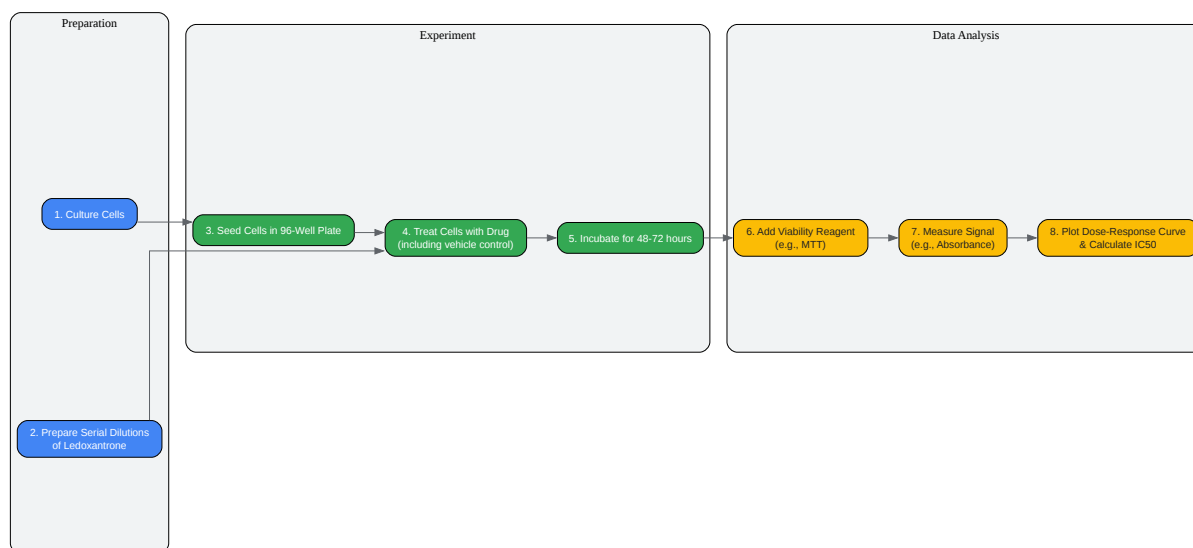 Preparation
1. Culture Cells
2. Prepare Serial Dilutions
of Ledoxantrone
Experiment
3. Seed Cells in 96-Well Plate
4. Treat Cells with Drug
(including vehicle control)
5. Incubate for 48-72 hours
Data Analysis
6. Add Viability Reagent
(e.g., MTT)
7. Measure Signal
(e.g., Absorbance)
8. Plot Dose-Response Curve
& Calculate IC50